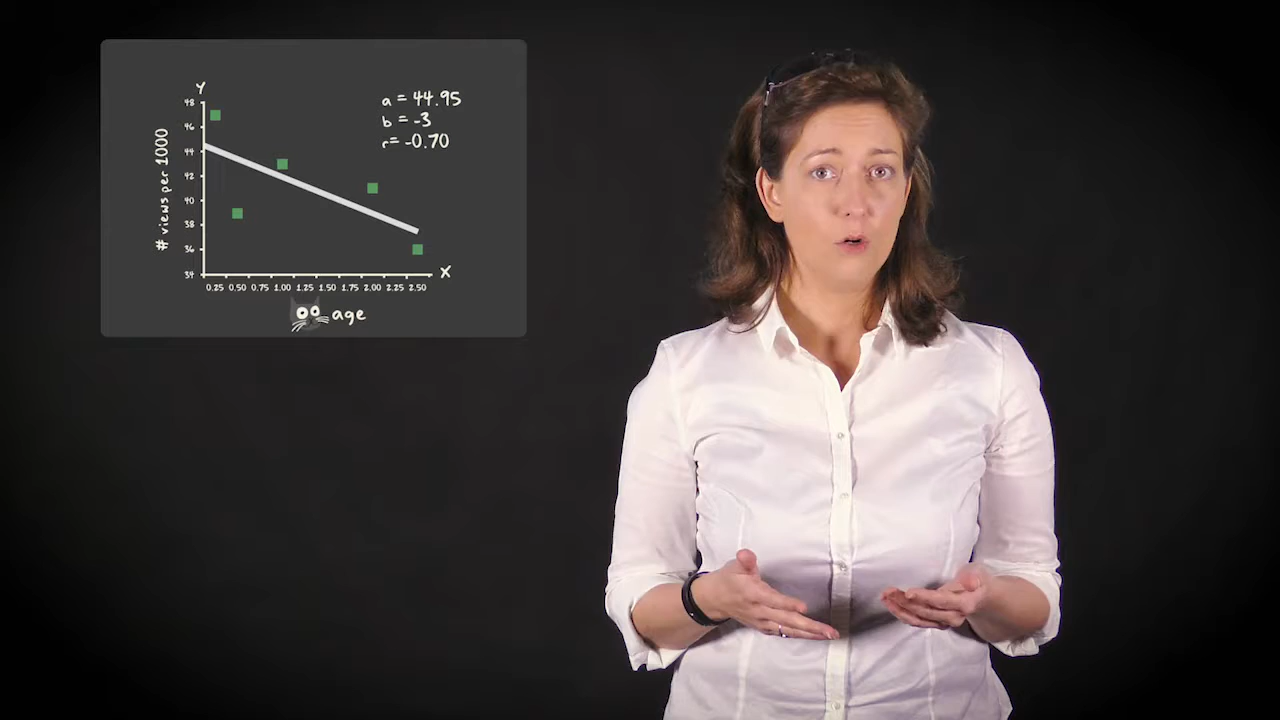 Y
a = 44.95
b = -3
r = -0.70
# views per 1000
48
46
44
42
40
38
36
34
X
0.25 0.50 0.75 1.00 1.25 1.50 1.75 2.00 2.25 2.50
age